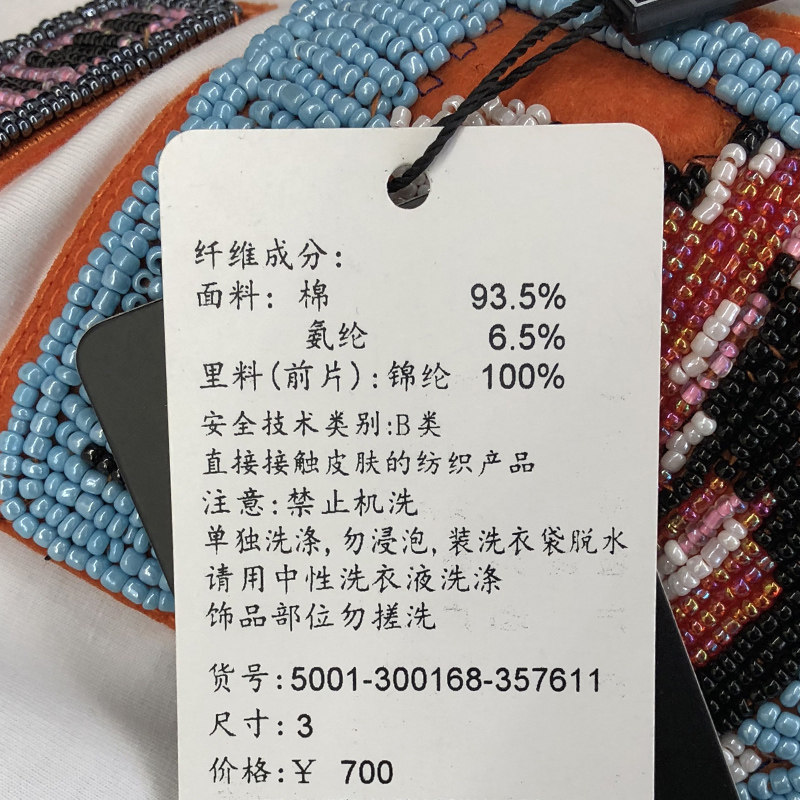 纤维成分:
面料: 棉 93.5%
氨纶 6.5%
里料(前片):锦纶 100%
安全技术类别:B类
直接接触皮肤的纺织产品
注意:禁止机洗
单独洗涤,勿浸泡,装洗衣袋脱水
请用中性洗衣液洗涤
饰品部位勿搓洗
货号:5001-300168-357611
尺寸: 3
价格:¥ 700